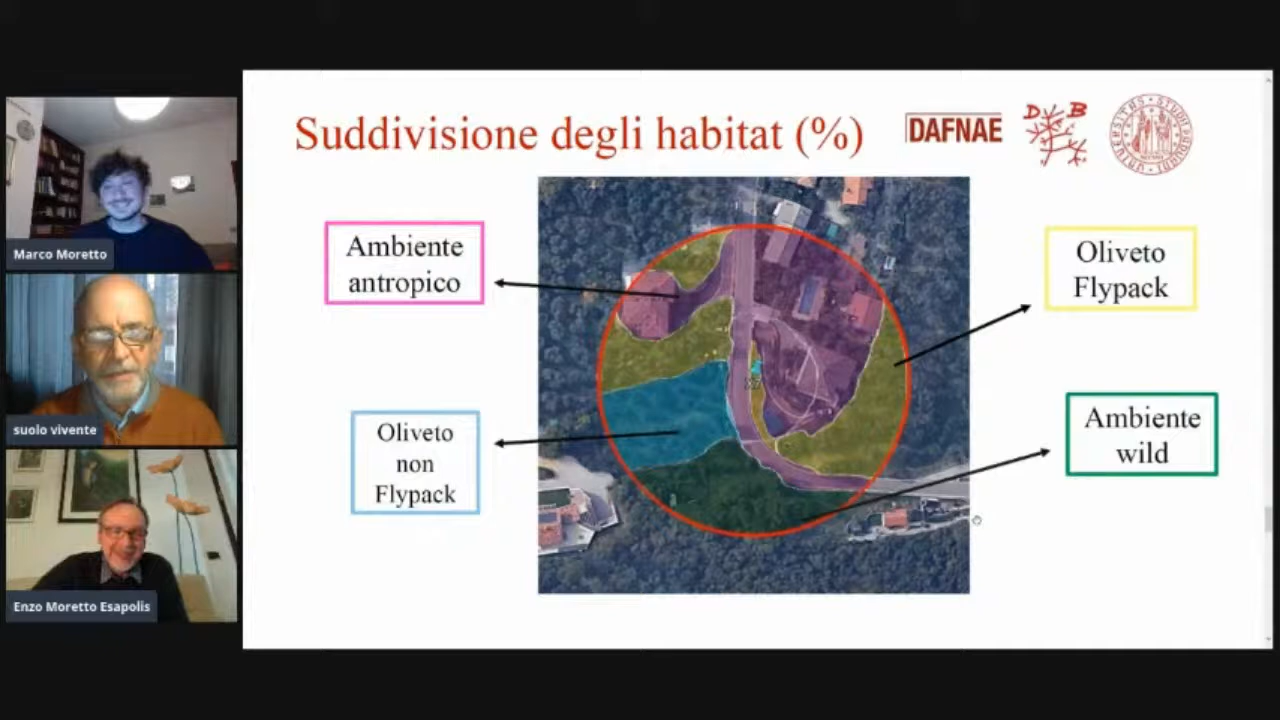 Suddivisione degli habitat (%)
DAFNAE
D B
Marco Moretto
suolo vivente
Enzo Moretto Esapolis
Ambiente
antropico
Oliveto
non
Flypack
Oliveto
Flypack
Ambiente
wild